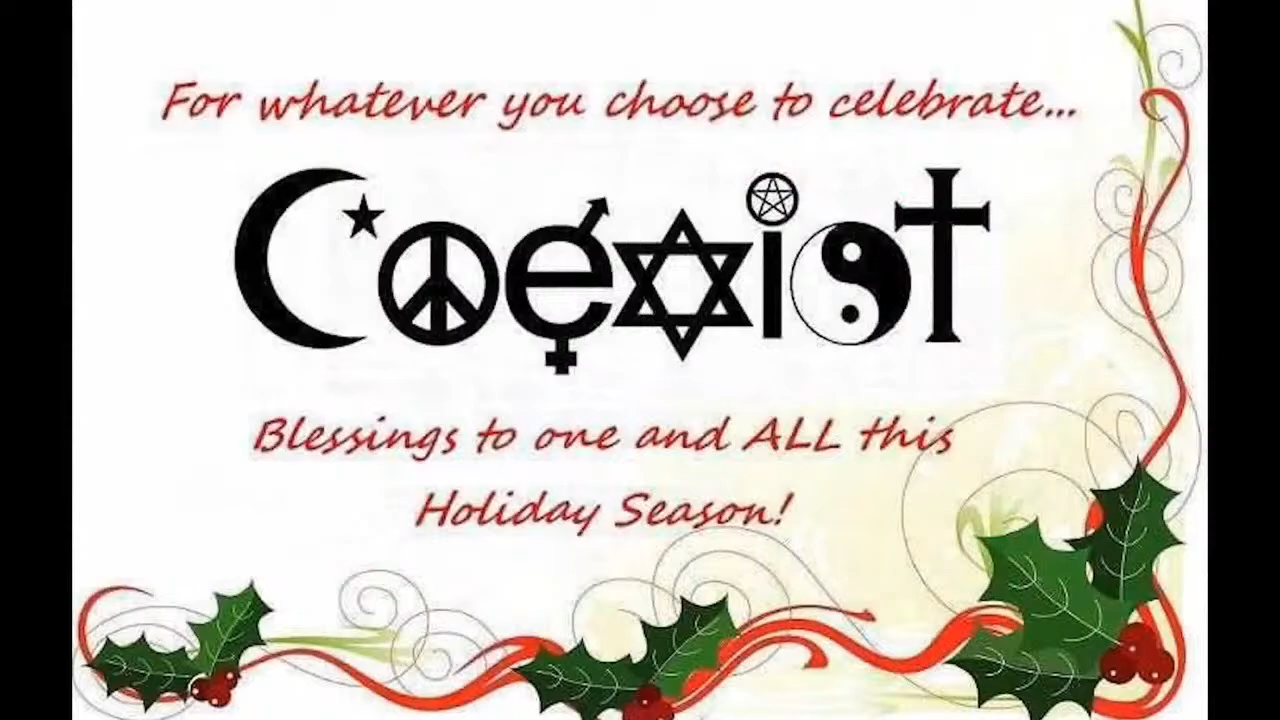 For whatever you choose to celebrate...
Coexist
Blessings to one and ALL this
Holiday Season!